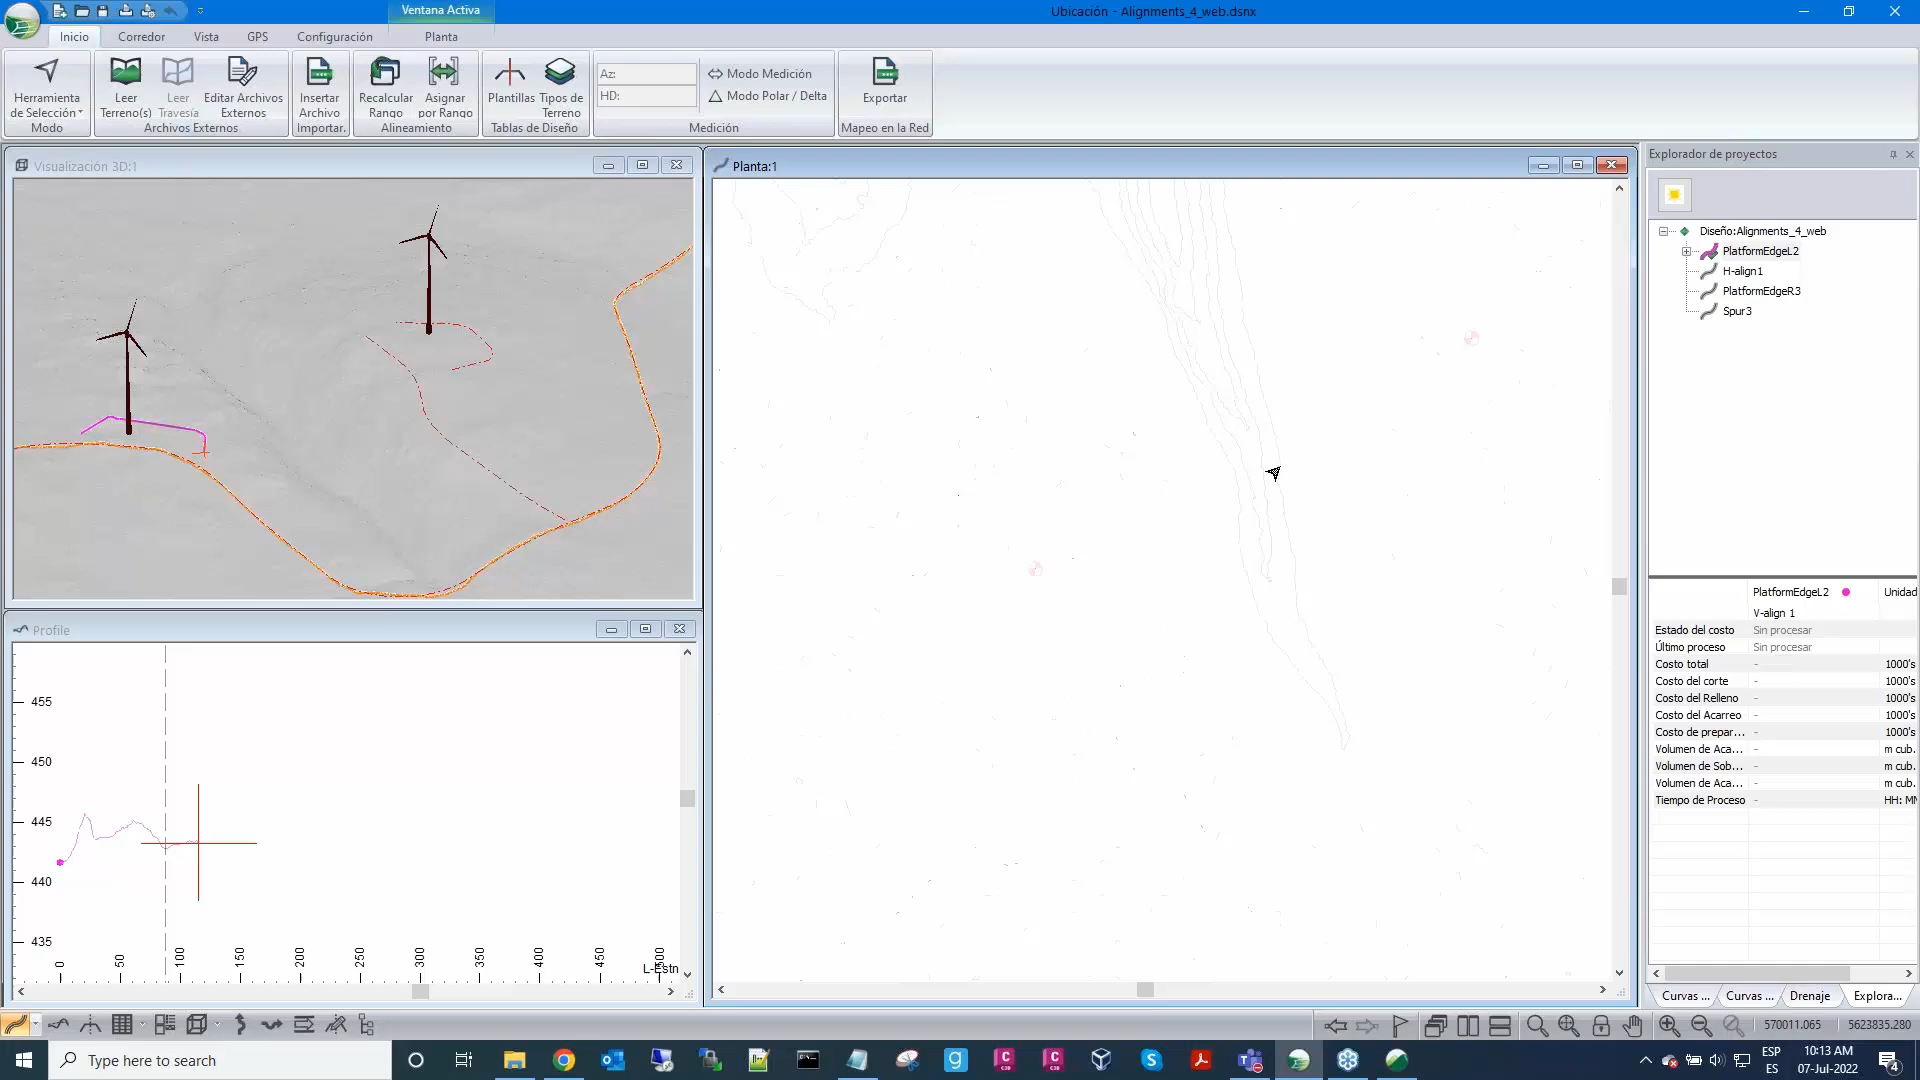 Ventana Activa
Ubicación - Alignments_4_web.dsnx
Inicio Corredor Vista GPS Configuración Planta
Herramienta de Selección
Modo
Leer Terreno(s)
Leer Travesía
Editar Archivos Externos
Archivos Externos
Insertar Archivo
Importar.
Recalcular Rango
Asignar por Rango
Alineamiento
Plantillas
Tipos de Terreno
Tablas de Diseño
Az:
HD:
Modo Medición
Modo Polar / Delta
Medición
Exportar
Mapeo en la Red
Visualización 3D:1
Planta:1
Explorador de proyectos
Diseño:Alignments_4_web
PlatformEdgeL2
H-align1
PlatformEdgeR3
Spur3
Profile
455
450
445
440
435
0 50 100 150 200 250 300 350 400 450 500
L-Estn
PlatformEdgeL2 Unidad
V-align 1
Estado del costo Sin procesar
Último proceso Sin procesar
Costo total - 1000's
Costo del corte - 1000's
Costo del Relleno - 1000's
Costo del Acarreo - 1000's
Costo de prepar... - 1000's
Volumen de Aca... - m cub.
Volumen de Sob... - m cub.
Volumen de Aca... - m cub.
Tiempo de Proceso - HH: MM
Curvas ... Curvas ... Drenaje Explora...
570011.065 5623835.280
Type here to search
ESP
ES
10:13 AM
07-Jul-2022
4